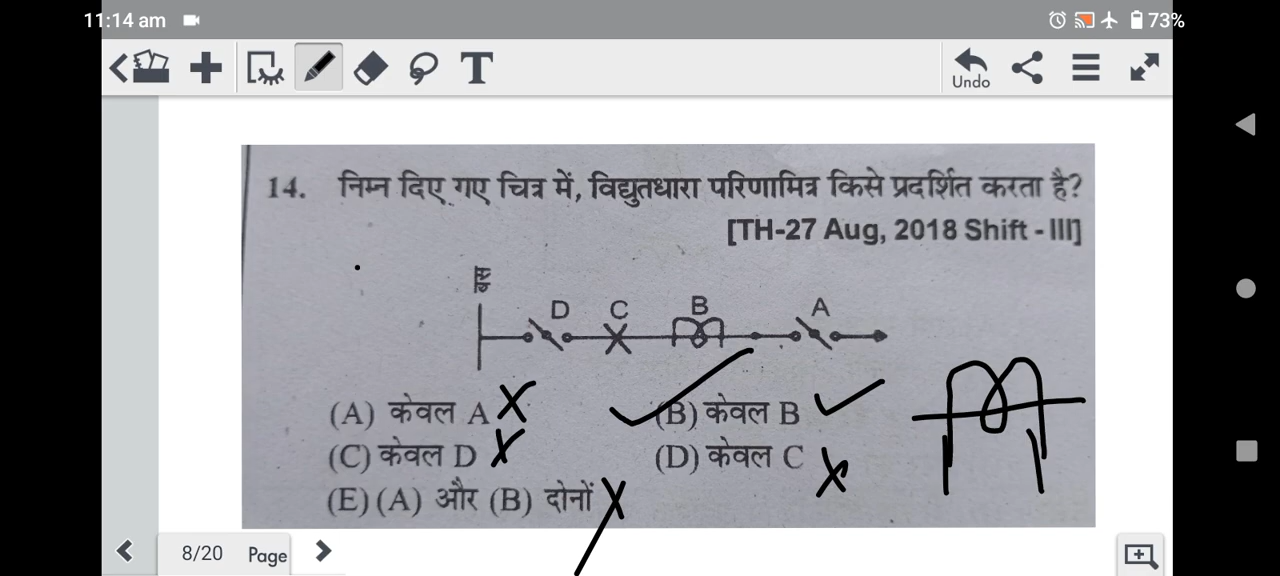 11:14 am
73%
T
Undo
14. निम्न दिए गए चित्र में, विद्युतधारा परिणामित्र किसे प्रदर्शित करता है?
[TH-27 Aug, 2018 Shift - III]
बस
D C B A
(A) केवल A (B) केवल B
(C) केवल D (D) केवल C
(E) (A) और (B) दोनों
8/20 Page